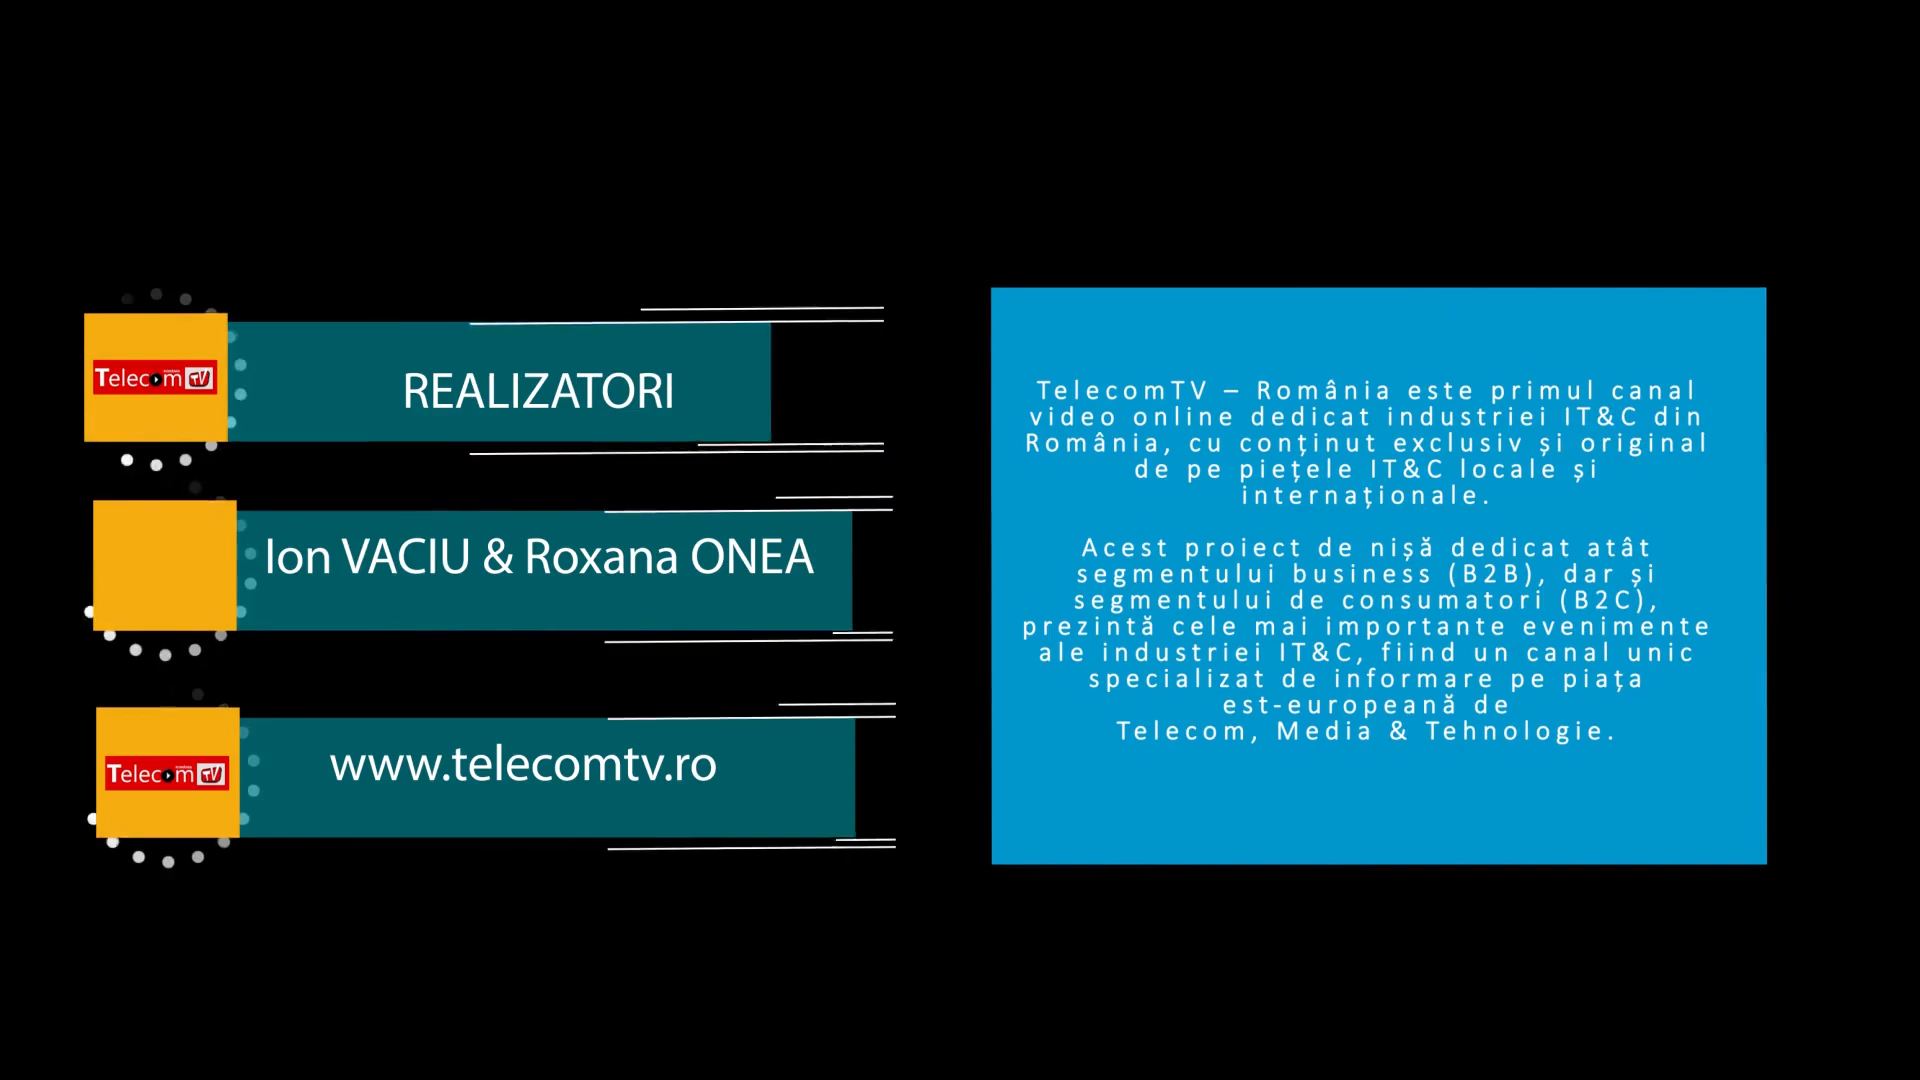 Telecom TV
REALIZATORI
Ion VACIU & Roxana ONEA
Telecom TV
www.telecomtv.ro
TelecomTV – România este primul canal
video online dedicat industriei IT&C din
România, cu conținut exclusiv și original
de pe piețele IT&C locale și
internaționale.
Acest proiect de nișă dedicat atât
segmentului business (B2B), dar și
segmentului de consumatori (B2C),
prezintă cele mai importante evenimente
ale industriei IT&C, fiind un canal unic
specializat de informare pe piața
est-europeană de
Telecom, Media & Tehnologie.